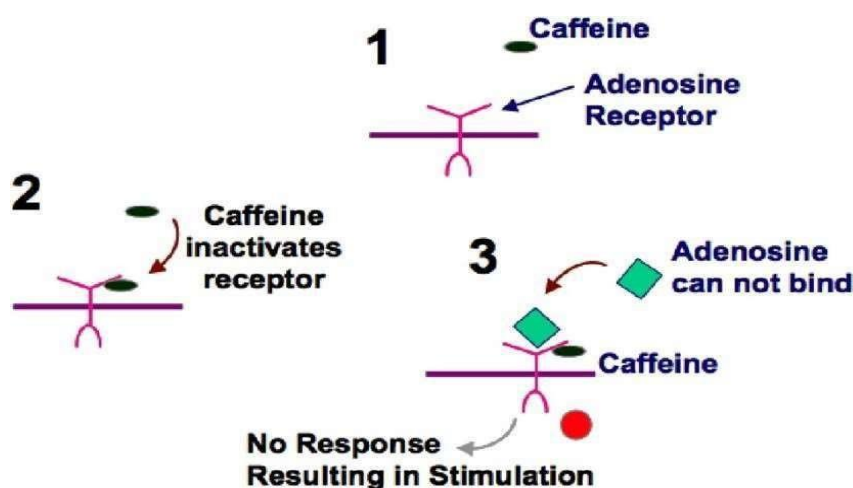 1
Caffeine
Adenosine
Receptor
2
Caffeine
inactivates
receptor
3
Adenosine
can not bind
Caffeine
No Response
Resulting in Stimulation